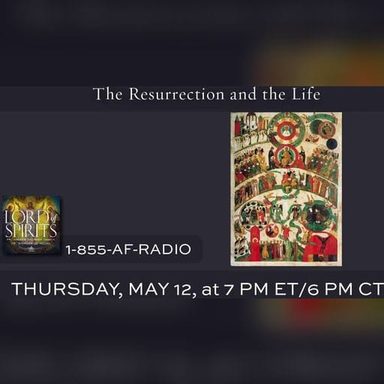 The Resurrection and the Life
LORD of
SPIRITS
1-855-AF-RADIO
THURSDAY, MAY 12, at 7 PM ET/6 PM CT